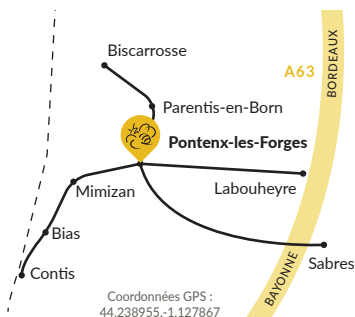 Biscarrosse
A63
BORDEAUX
Parentis-en-Born
Pontenx-les-Forges
Mimizan
Labouheyre
Bias
Contis
Sabres
BAYONNE
Coordonnées GPS :
44.238955,-1.127867